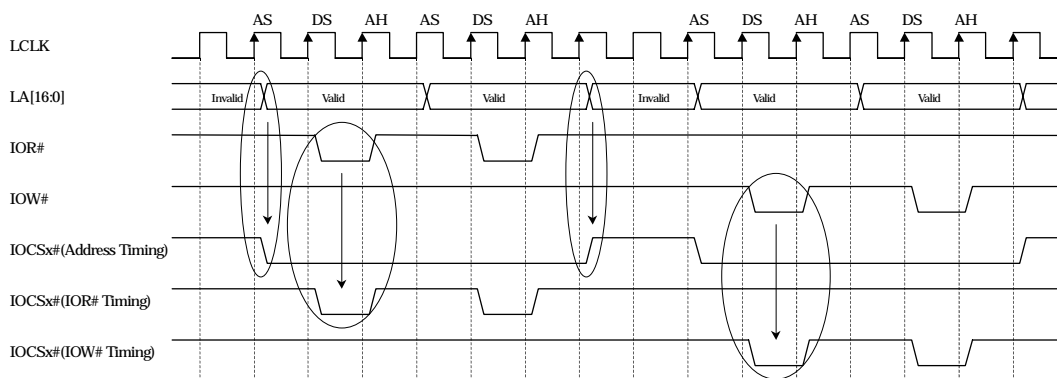 AS DS AH AS DS AH AS DS AH AS DS AH
LCLK
LA[16:0] Invalid Valid Valid Invalid Valid Valid
IOR#
IOW#
IOCSx#(Address Timing)
IOCSx#(IOR# Timing)
IOCSx#(IOW# Timing)